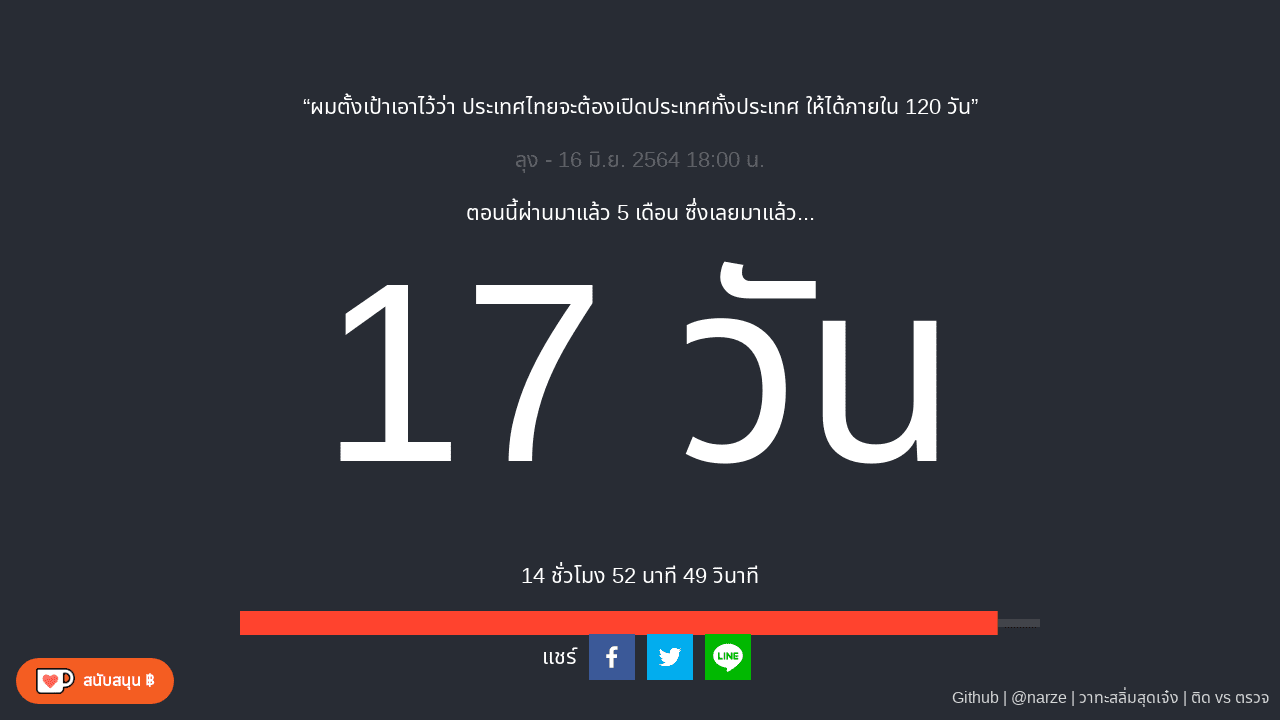 “ผมตั้งเป้าเอาไว้ว่า ประเทศไทยจะต้องเปิดประเทศทั้งประเทศ ให้ได้ภายใน 120 วัน”
ลุง - 16 มิ.ย. 2564 18:00 น.
ตอนนี้ผ่านมาแล้ว 5 เดือน ซึ่งเลยมาแล้ว...
17 วัน
14 ชั่วโมง 52 นาที 49 วินาที
แชร์
LINE
สนับสนุน ฿
Github | @narze | วาทะสลิ่มสุดเจ๋ง | ติด vs ตรวจ